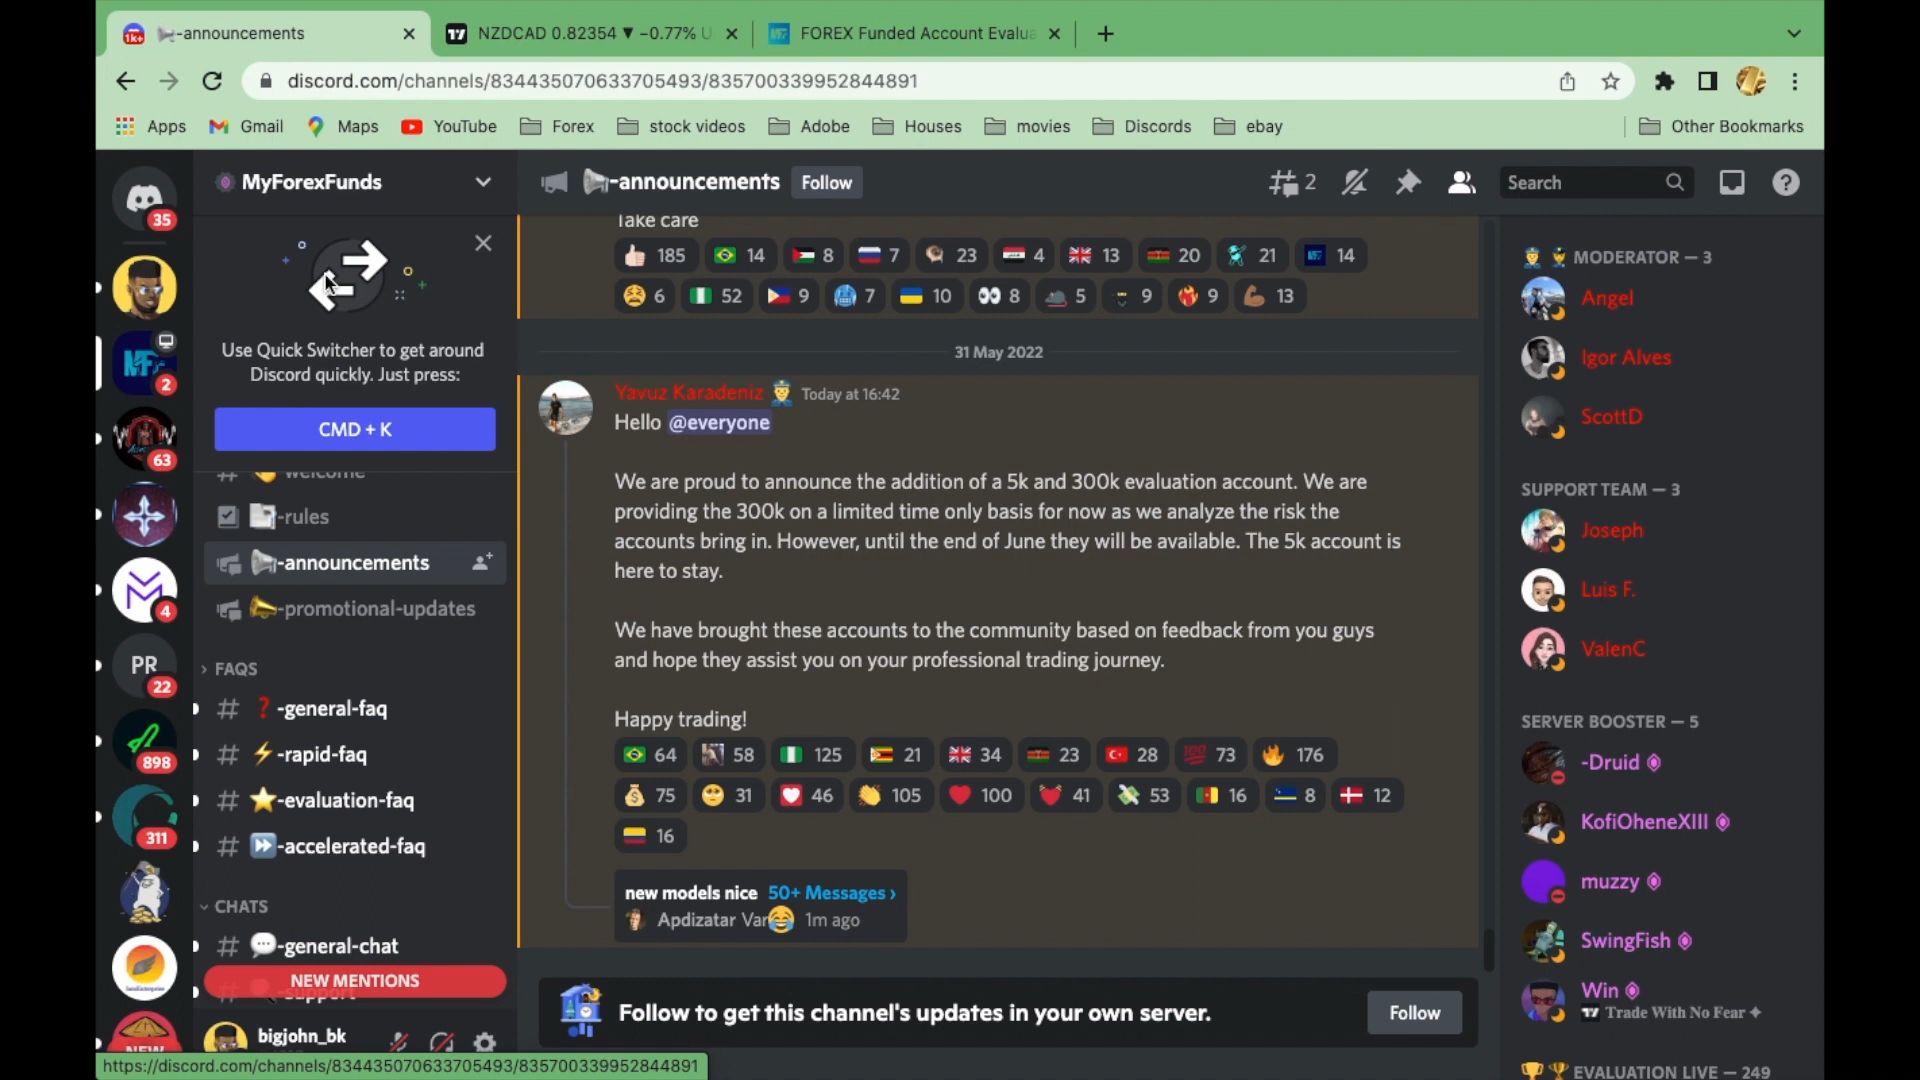 -announcements
NZDCAD 0.82354 ▼ −0.77% U
FOREX Funded Account Evalua
discord.com/channels/834435070633705493/835700339952844891
Apps
Gmail
Maps
YouTube
Forex
stock videos
Adobe
Houses
movies
Discords
ebay
Other Bookmarks
35
2
63
4
PR
22
898
311
NEW
MyForexFunds
Use Quick Switcher to get around
Discord quickly. Just press:
CMD + K
welcome
-rules
-announcements
-promotional-updates
FAQS
-general-faq
-rapid-faq
-evaluation-faq
-accelerated-faq
CHATS
-general-chat
NEW MENTIONS
-support
bigjohn_bk
https://discord.com/channels/834435070633705493/835700339952844891
-announcements Follow
2
Search
Take care
185 14 8 7 23 4 13 20 21 14
6 52 9 7 10 8 5 9 9 13
31 May 2022
Yavuz Karadeniz Today at 16:42
Hello @everyone
We are proud to announce the addition of a 5k and 300k evaluation account. We are
providing the 300k on a limited time only basis for now as we analyze the risk the
accounts bring in. However, until the end of June they will be available. The 5k account is
here to stay.
We have brought these accounts to the community based on feedback from you guys
and hope they assist you on your professional trading journey.
Happy trading!
64 58 125 21 34 23 28 73 176
75 31 46 105 100 41 53 16 8 12
16
new models nice 50+ Messages ›
Apdizatar Var 1m ago
Follow to get this channel's updates in your own server.
Follow
MODERATOR — 3
Angel
Igor Alves
ScottD
SUPPORT TEAM — 3
Joseph
Luis F.
ValenC
SERVER BOOSTER — 5
-Druid
KofiOheneXIII
muzzy
SwingFish
Win
Trade With No Fear
EVALUATION LIVE — 249